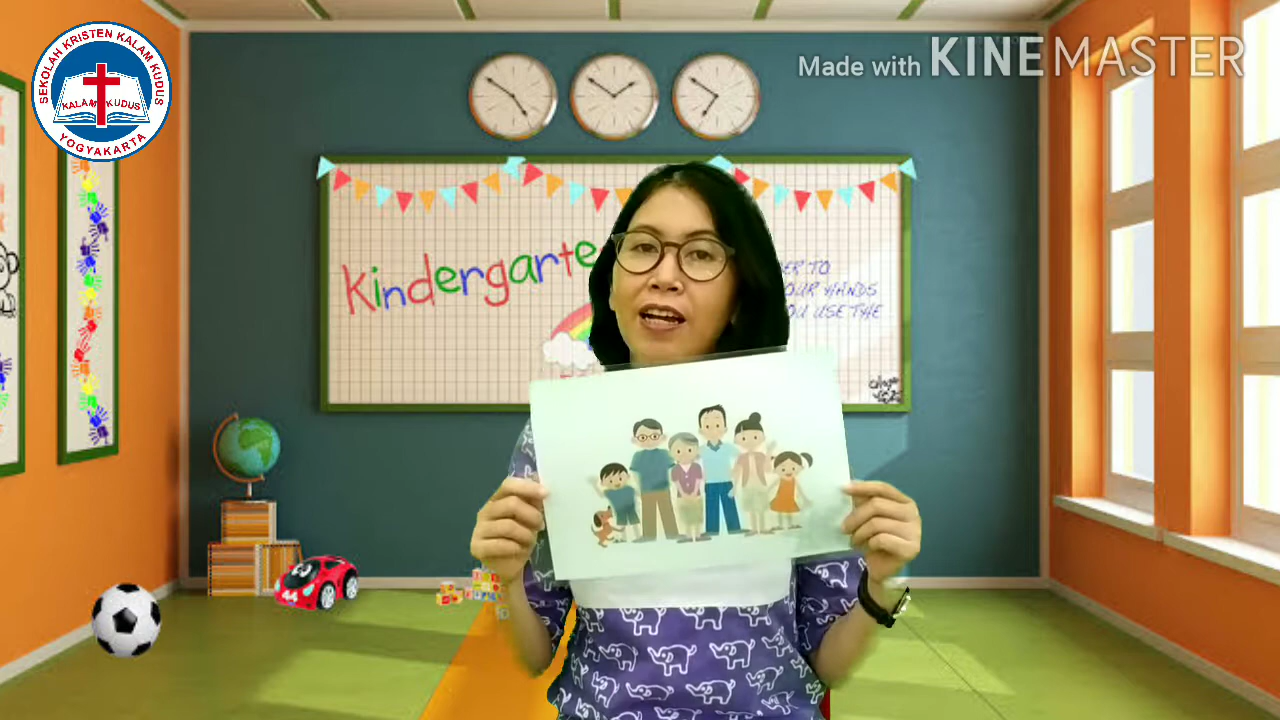 SEKOLAH KRISTEN KALAM KUDUS
KALAM KUDUS
YOGYAKARTA
Made with KINEMASTER
Kindergarte
ER TO
OUR HANDS
OU USE THE